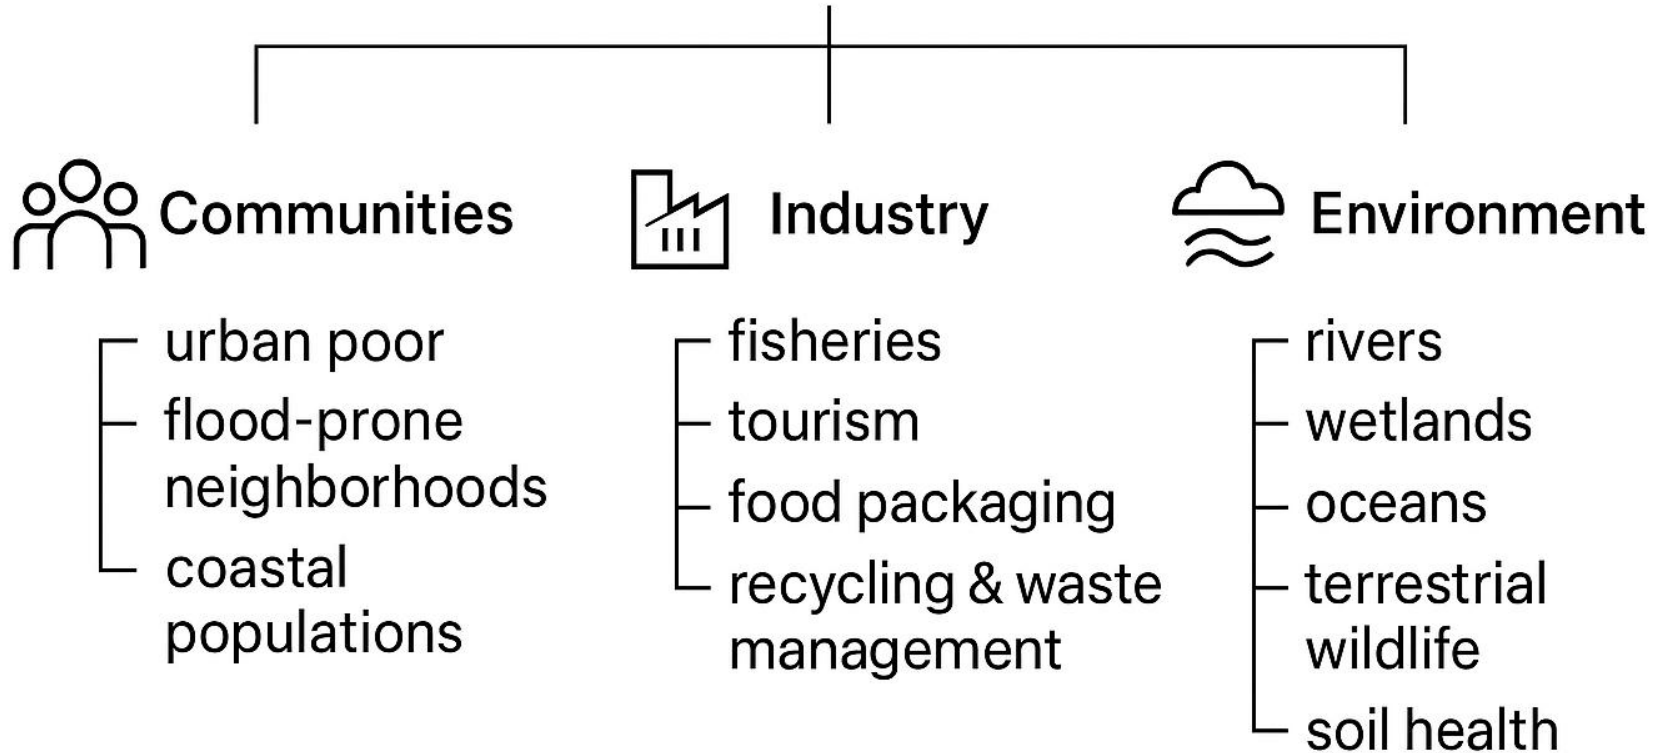 Communities
urban poor
flood-prone
neighborhoods
coastal
populations
Industry
fisheries
tourism
food packaging
recycling & waste
management
Environment
rivers
wetlands
oceans
terrestrial
wildlife
soil health